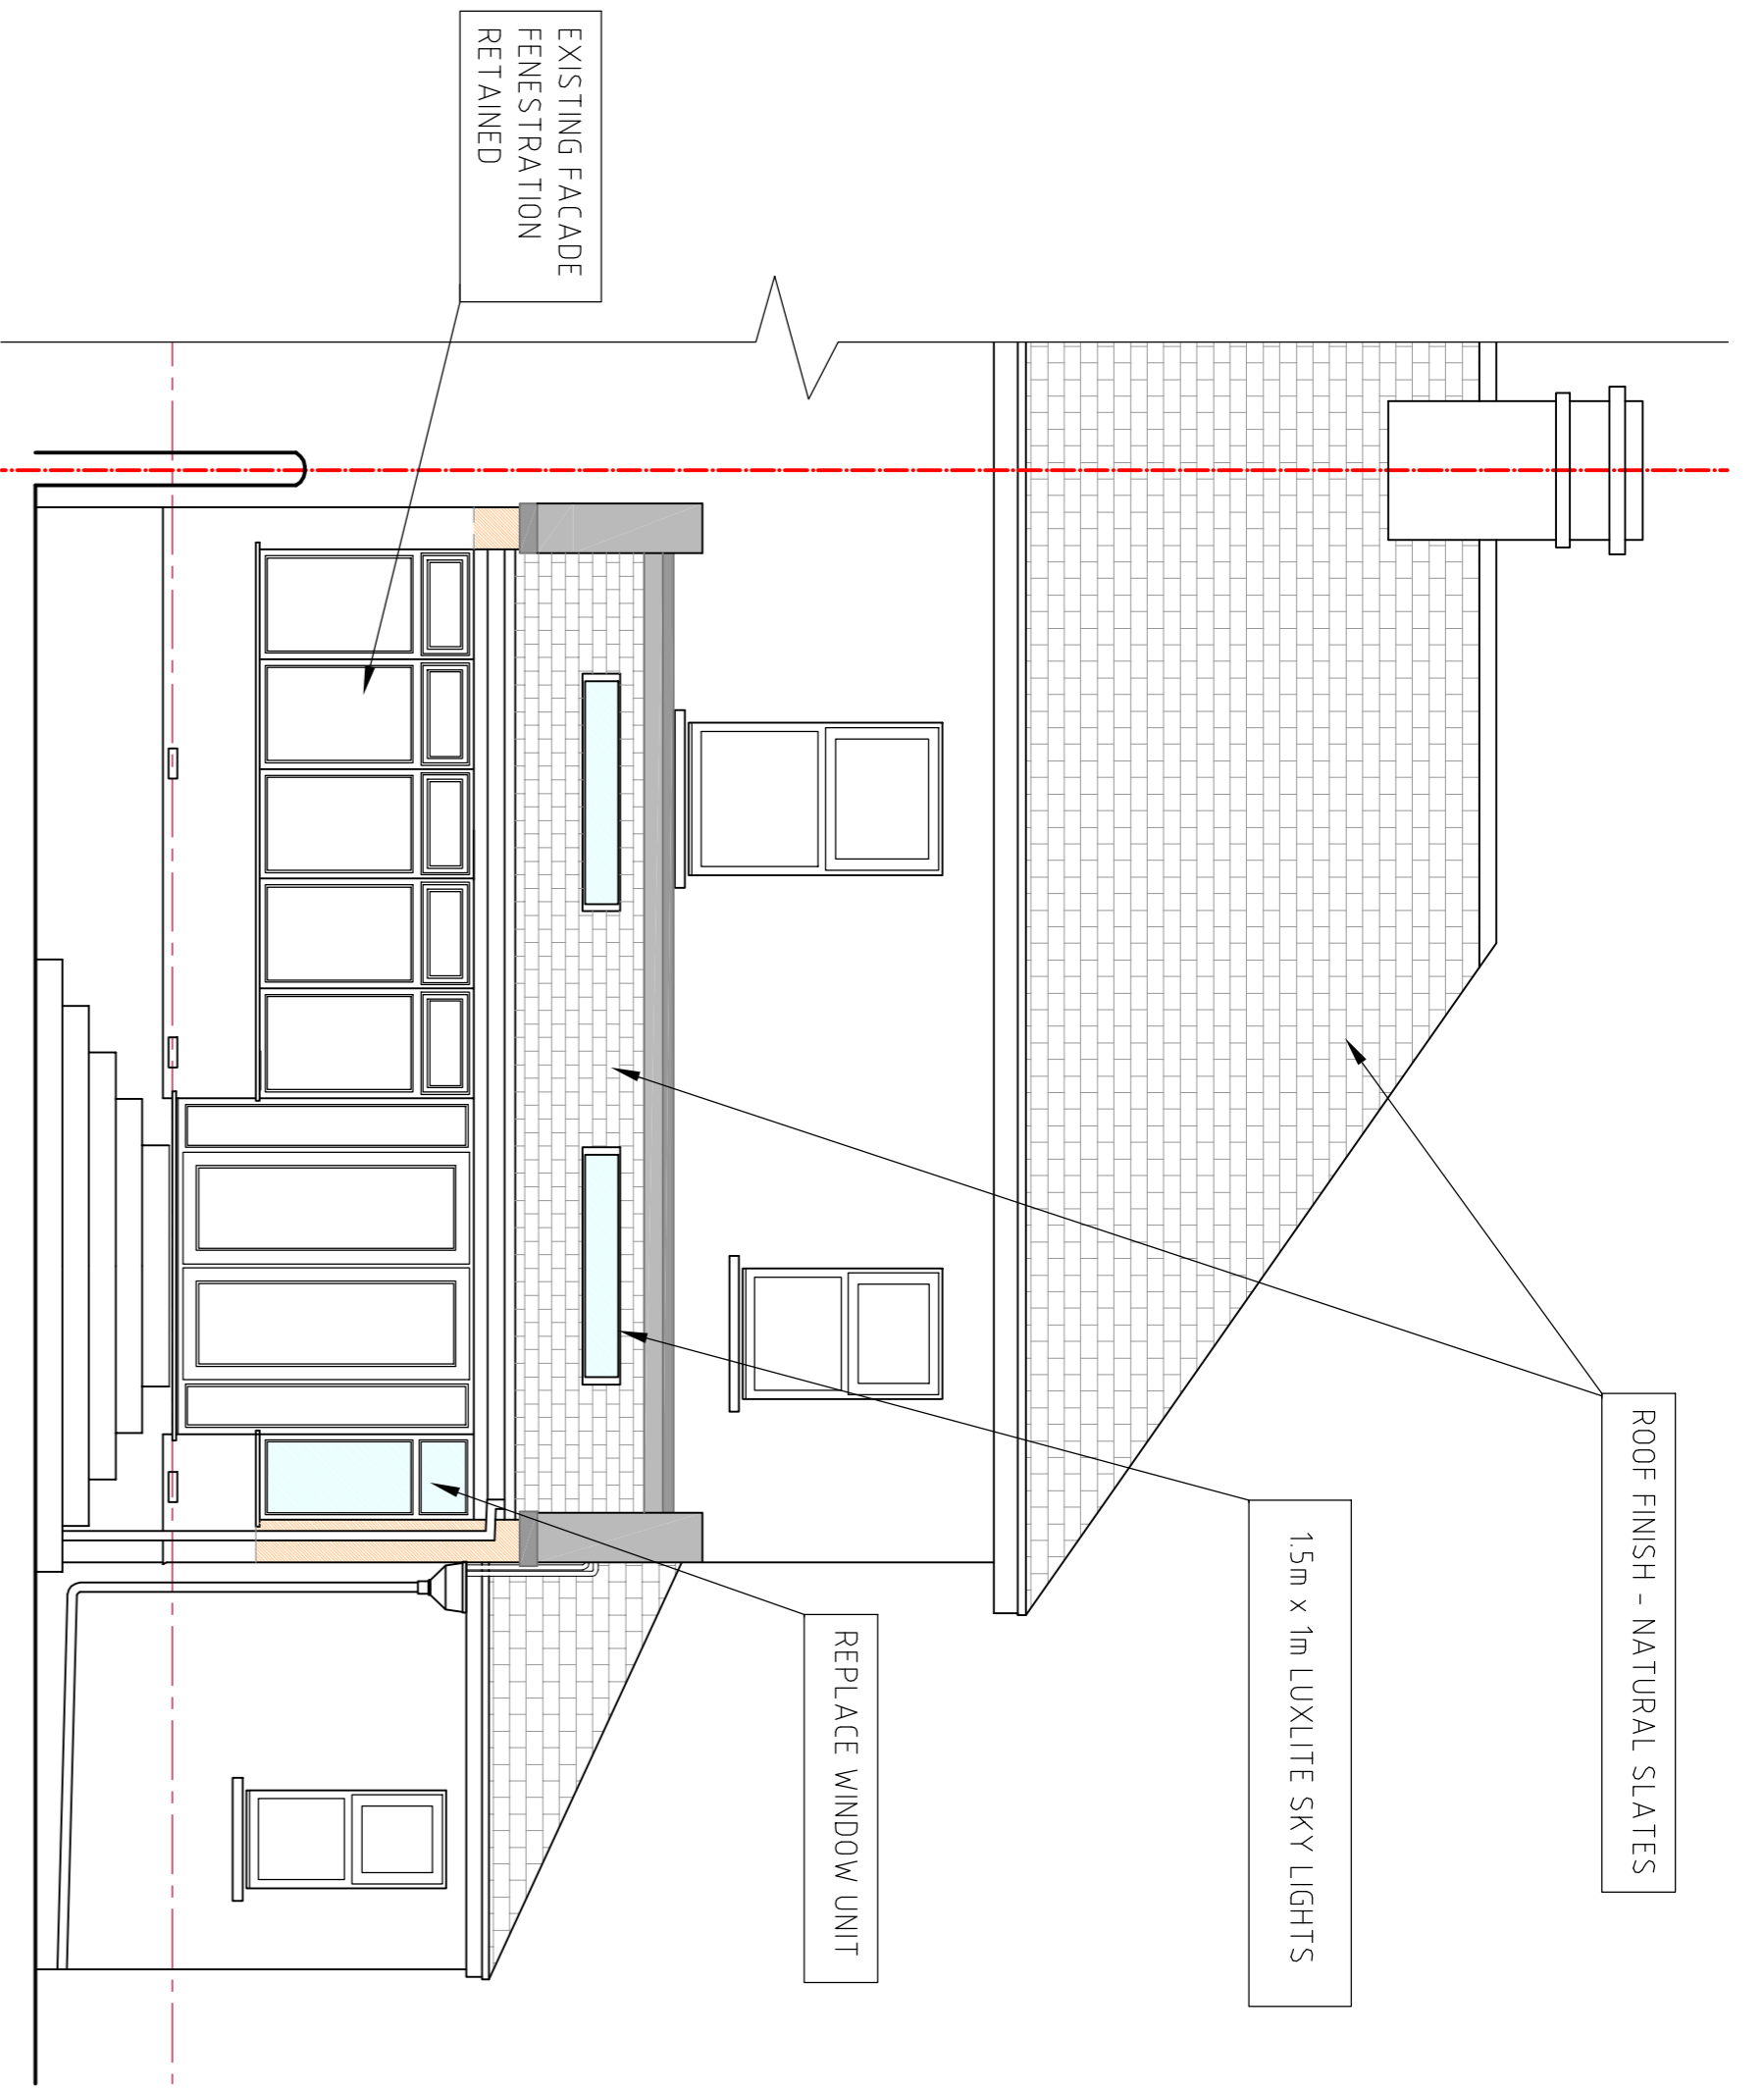 ROOF FINISH - NATURAL SLATES
1.5m x 1m LUXLITE SKY LIGHTS
REPLACE WINDOW UNIT
EXISTING FACADE
FENESTRATION
RETAINED